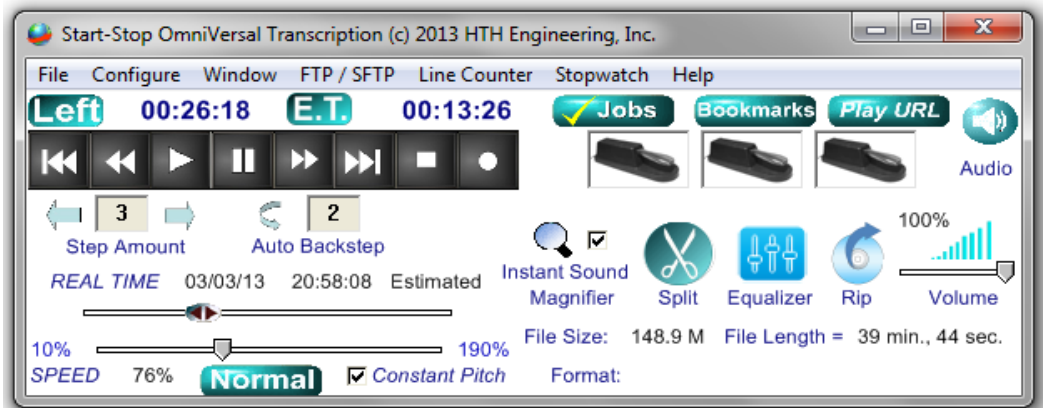 Start-Stop OmniVersal Transcription (c) 2013 HTH Engineering, Inc.
File Configure Window FTP / SFTP Line Counter Stopwatch Help
Left 00:26:18 E.T. 00:13:26 Jobs Bookmarks Play URL
Audio
3 2 100%
Step Amount Auto Backstep
Instant Sound
Magnifier Split Equalizer Rip Volume
REAL TIME 03/03/13 20:58:08 Estimated
File Size: 148.9 M File Length = 39 min., 44 sec.
10% 190%
SPEED 76% Normal Constant Pitch Format: